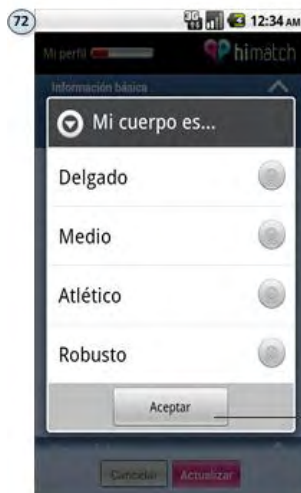 72
3G 12:34 AM
Mi perfil himatch
Información básica
Mi cuerpo es...
Delgado
Medio
Atlético
Robusto
Aceptar
Cancelar Actualizar